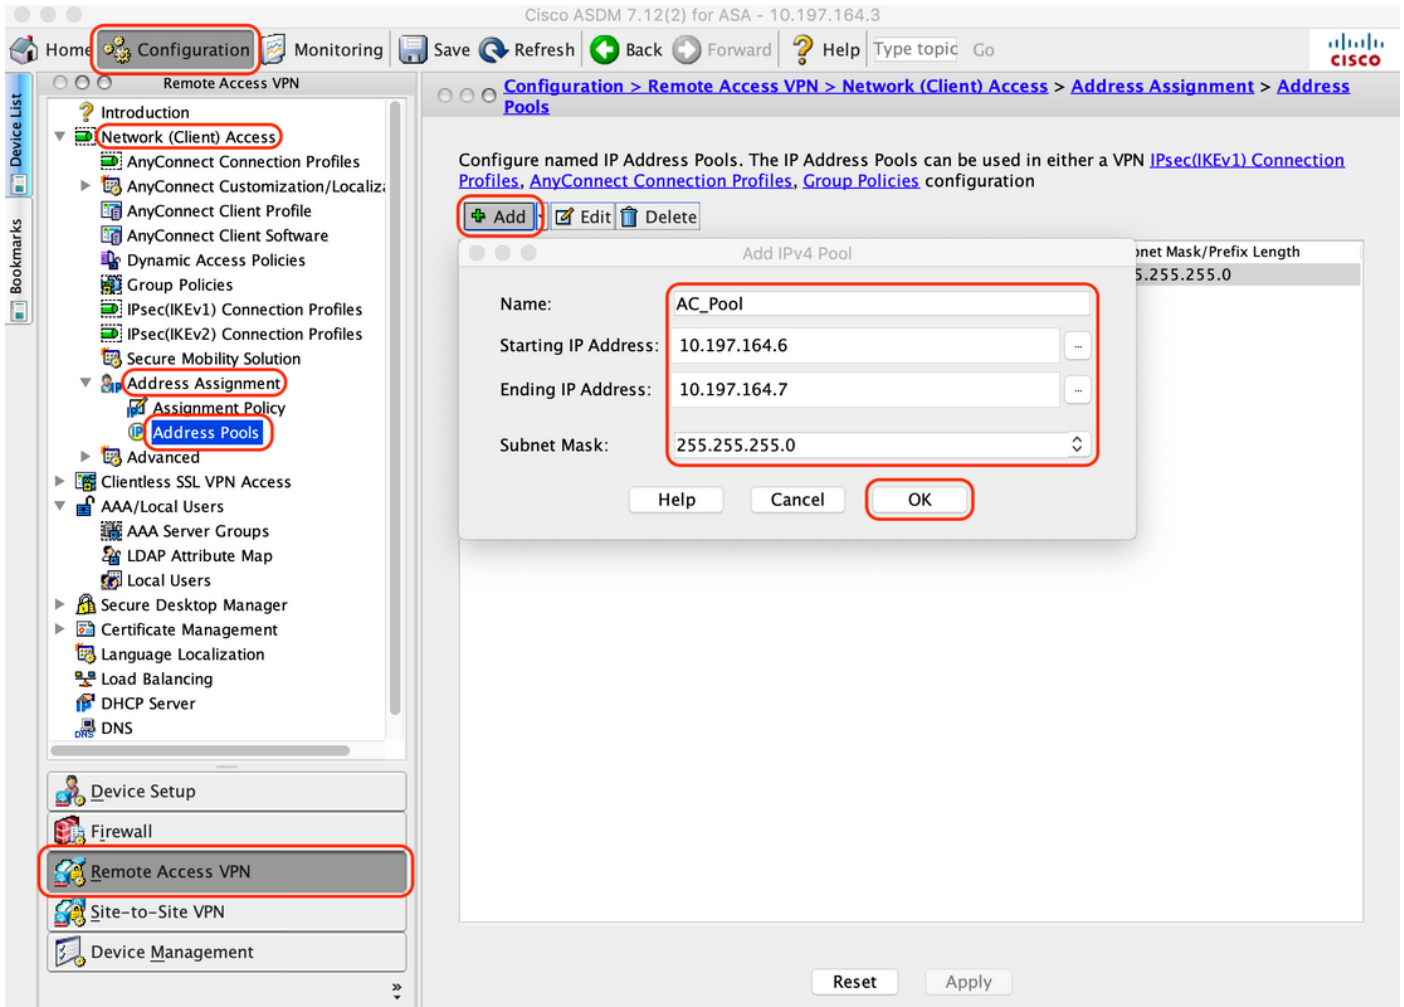 Cisco ASDM 7.12(2) for ASA - 10.197.164.3
Home Configuration Monitoring Save Refresh Back Forward Help Type topic Go
CISCO
Device List
Bookmarks
Remote Access VPN
Introduction
Network (Client) Access
AnyConnect Connection Profiles
AnyConnect Customization/Localiz
AnyConnect Client Profile
AnyConnect Client Software
Dynamic Access Policies
Group Policies
IPsec(IKEv1) Connection Profiles
IPsec(IKEv2) Connection Profiles
Secure Mobility Solution
Address Assignment
Assignment Policy
Address Pools
Advanced
Clientless SSL VPN Access
AAA/Local Users
AAA Server Groups
LDAP Attribute Map
Local Users
Secure Desktop Manager
Certificate Management
Language Localization
Load Balancing
DHCP Server
DNS
Device Setup
Firewall
Remote Access VPN
Site-to-Site VPN
Device Management
Configuration > Remote Access VPN > Network (Client) Access > Address Assignment > Address
Pools
Configure named IP Address Pools. The IP Address Pools can be used in either a VPN IPsec(IKEv1) Connection
Profiles, AnyConnect Connection Profiles, Group Policies configuration
Add Edit Delete
net Mask/Prefix Length
.255.255.0
Add IPv4 Pool
Name: AC_Pool
Starting IP Address: 10.197.164.6 ...
Ending IP Address: 10.197.164.7 ...
Subnet Mask: 255.255.255.0
Help Cancel OK
Reset Apply